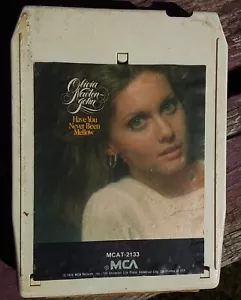 Olivia
Newton-
John
Have You
Never Been
Mellow
MCAT-2133
MCA